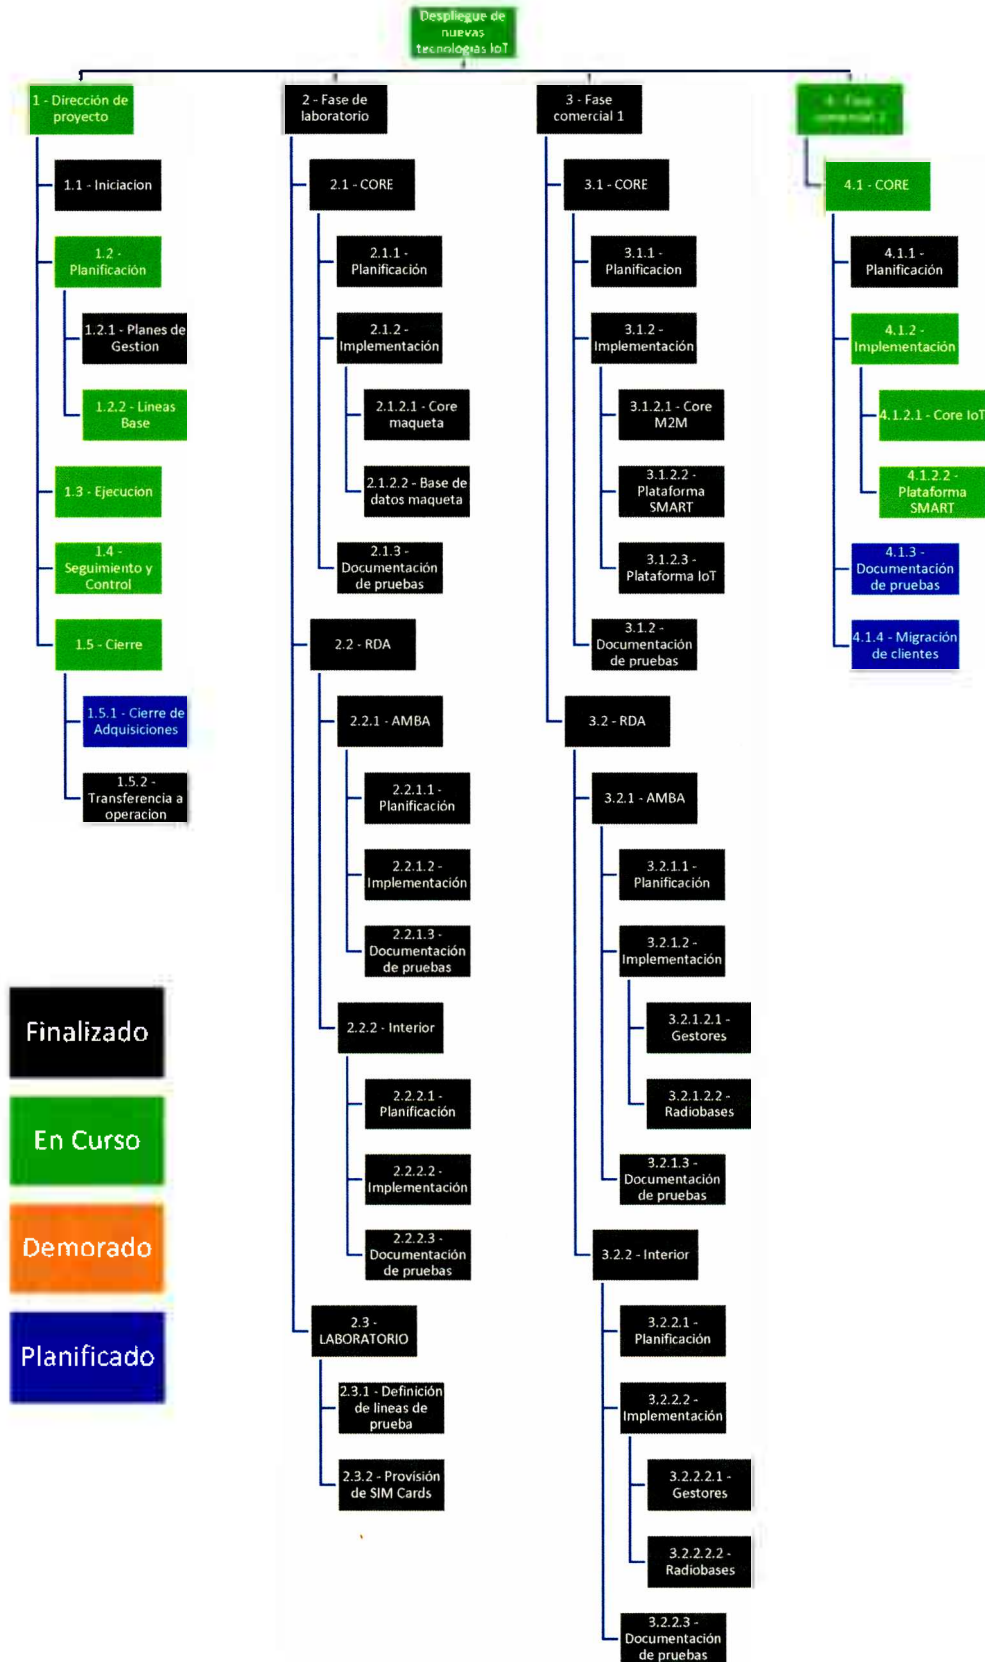 Despliegue de
nuevas
tecnologías IoT
1 - Dirección de
proyecto
1.1 - Iniciacion
1.2 -
Planificación
1.2.1 - Planes de
Gestion
1.2.2 - Líneas
Base
1.3 - Ejecucion
1.4 -
Seguimiento y
Control
1.5 - Cierre
1.5.1 - Cierre de
Adquisiciones
1.5.2 -
Transferencia a
operacion
2 - Fase de
laboratorio
2.1 - CORE
2.1.1 -
Planificación
2.1.2 -
Implementación
2.1.2.1 - Core
maqueta
2.1.2.2 - Base de
datos maqueta
2.1.3 -
Documentación
de pruebas
2.2 - RDA
2.2.1 - AMBA
2.2.1.1 -
Planificación
2.2.1.2 -
Implementación
2.2.1.3 -
Documentación
de pruebas
2.2.2 - Interior
2.2.2.1 -
Planificación
2.2.2.2 -
Implementación
2.2.2.3 -
Documentación
de pruebas
2.3 -
LABORATORIO
2.3.1 - Definición
de líneas de
prueba
2.3.2 - Provisión
de SIM Cards
3 - Fase
comercial 1
3.1 - CORE
3.1.1 -
Planificacion
3.1.2 -
Implementación
3.1.2.1 - Core
M2M
3.1.2.2 -
Plataforma
SMART
3.1.2.3 -
Plataforma IoT
3.1.2 -
Documentación
de pruebas
3.2 - RDA
3.2.1 - AMBA
3.2.1.1 -
Planificación
3.2.1.2 -
Implementación
3.2.1.2.1 -
Gestores
3.2.1.2.2 -
Radiobases
3.2.1.3 -
Documentación
de pruebas
3.2.2 - Interior
3.2.2.1 -
Planificación
3.2.2.2 -
Implementación
3.2.2.2.1 -
Gestores
3.2.2.2.2 -
Radiobases
3.2.2.3 -
Documentación
de pruebas
4 - Fase
comercial 2
4.1 - CORE
4.1.1 -
Planificación
4.1.2 -
Implementación
4.1.2.1 - Core IoT
4.1.2.2 -
Plataforma
SMART
4.1.3 -
Documentación
de pruebas
4.1.4 - Migración
de clientes
Finalizado
En Curso
Demorado
Planificado